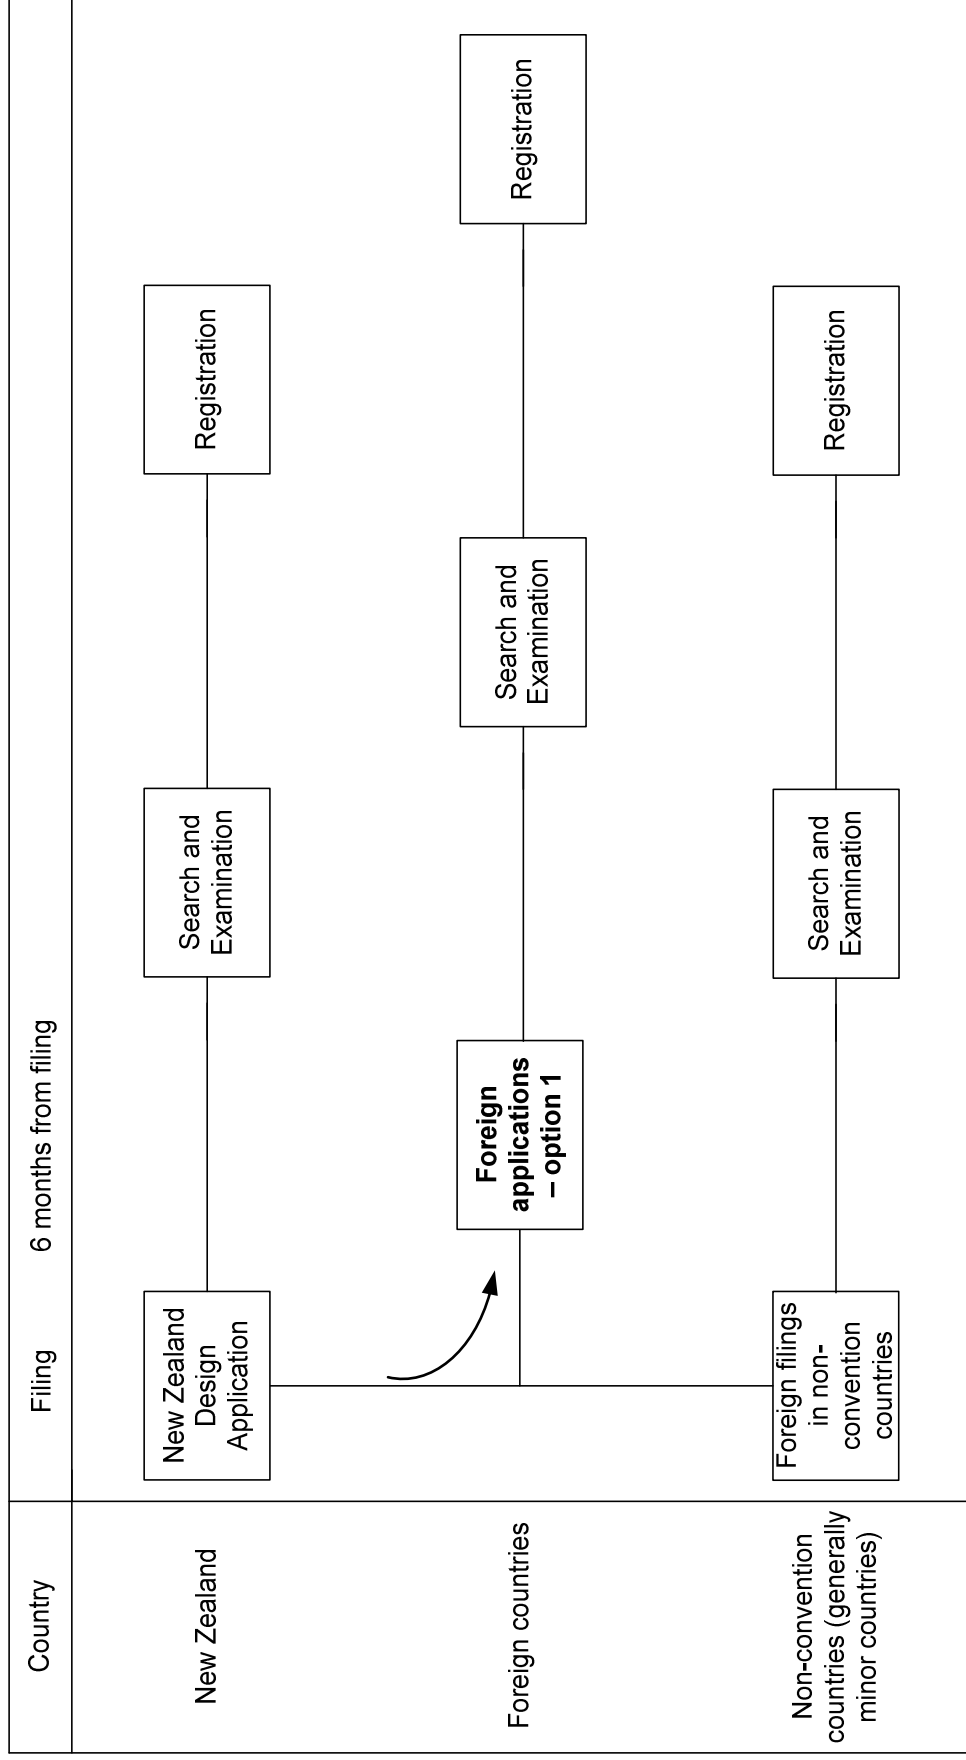 Country
Filing
6 months from filing
New Zealand
New Zealand
Design
Application
Search and
Examination
Registration
Foreign countries
Foreign
applications
– option 1
Search and
Examination
Registration
Non-convention
countries (generally
minor countries)
Foreign filings
in non-
convention
countries
Search and
Examination
Registration